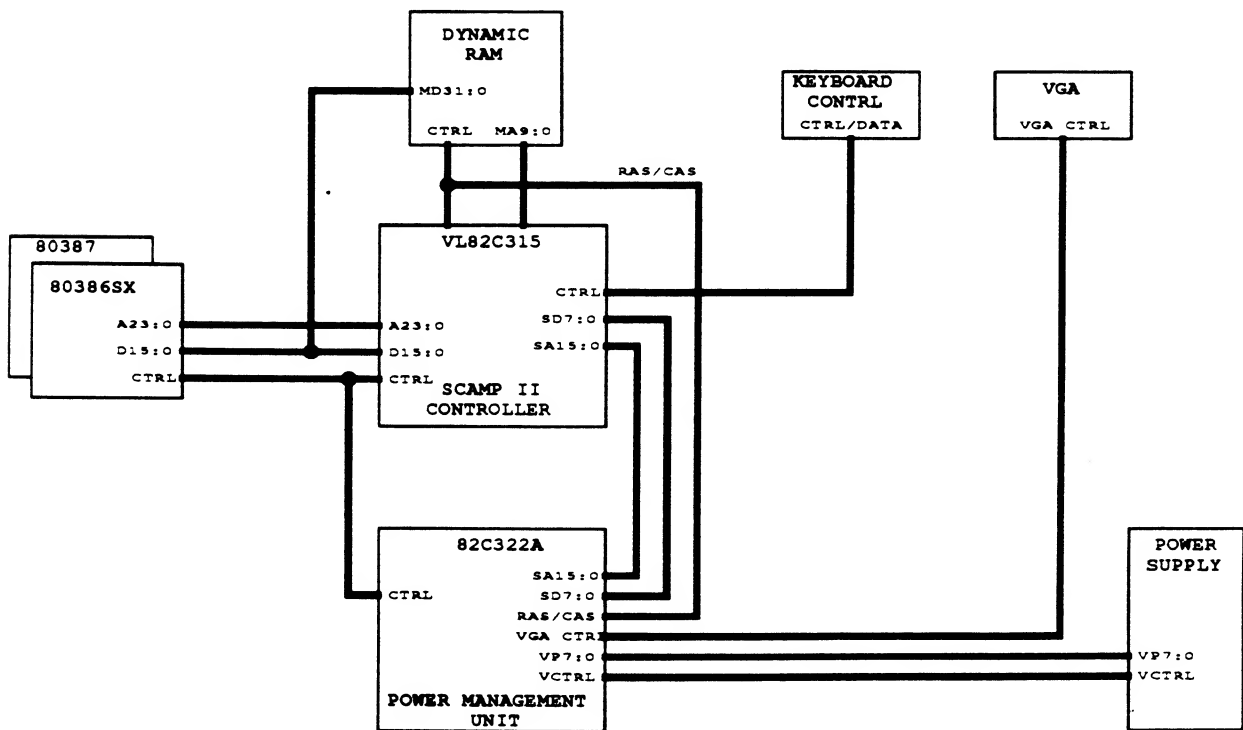 DYNAMIC
RAM
MD31:0
CTRL MA9:0
KEYBOARD
CONTRL
CTRL/DATA
VGA
VGA CTRL
RAS/CAS
80387
80386SX
A23:0
D15:0
CTRL
VL82C315
CTRL
SD7:0
SA15:0
A23:0
D15:0
CTRL
SCAMP II
CONTROLLER
82C322A
SA15:0
SD7:0
RAS/CAS
VGA CTRL
VP7:0
VCTRL
CTRL
POWER MANAGEMENT
UNIT
POWER
SUPPLY
VP7:0
VCTRL